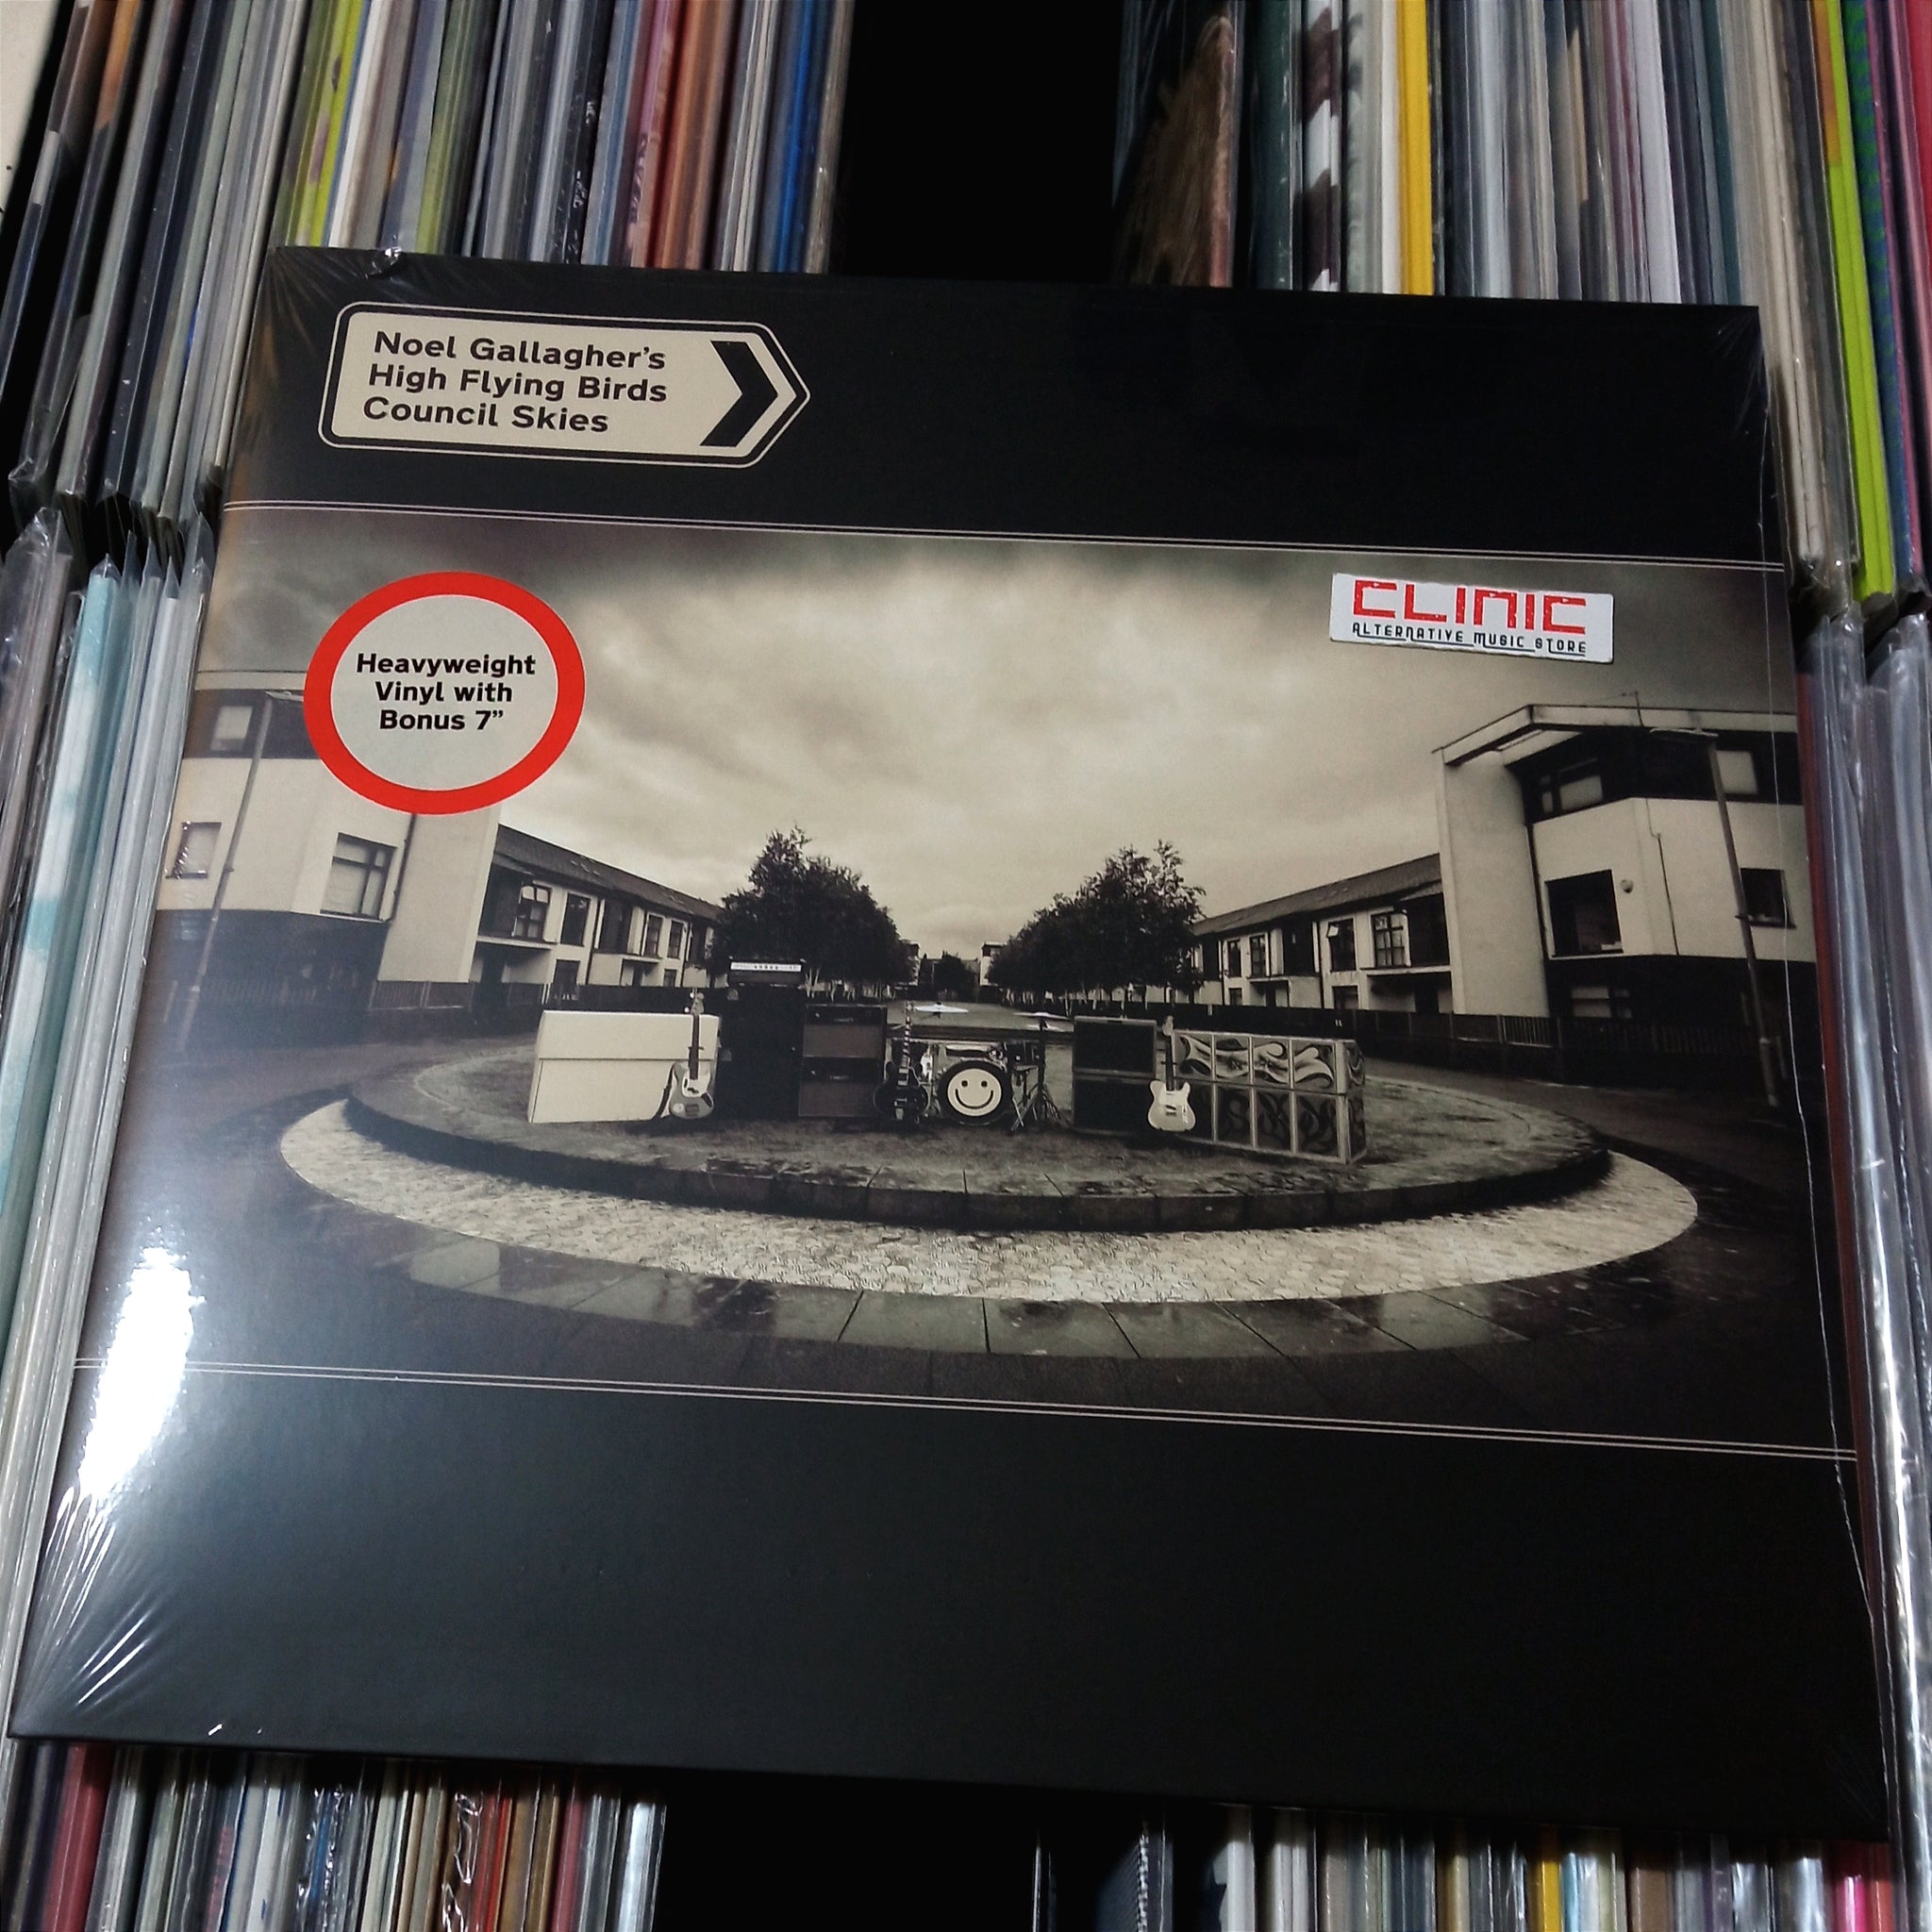 Noel Gallagher's
High Flying Birds
Council Skies
Heavyweight
Vinyl with
Bonus 7”
CLINIC
ALTERNATIVE MUSIC STORE